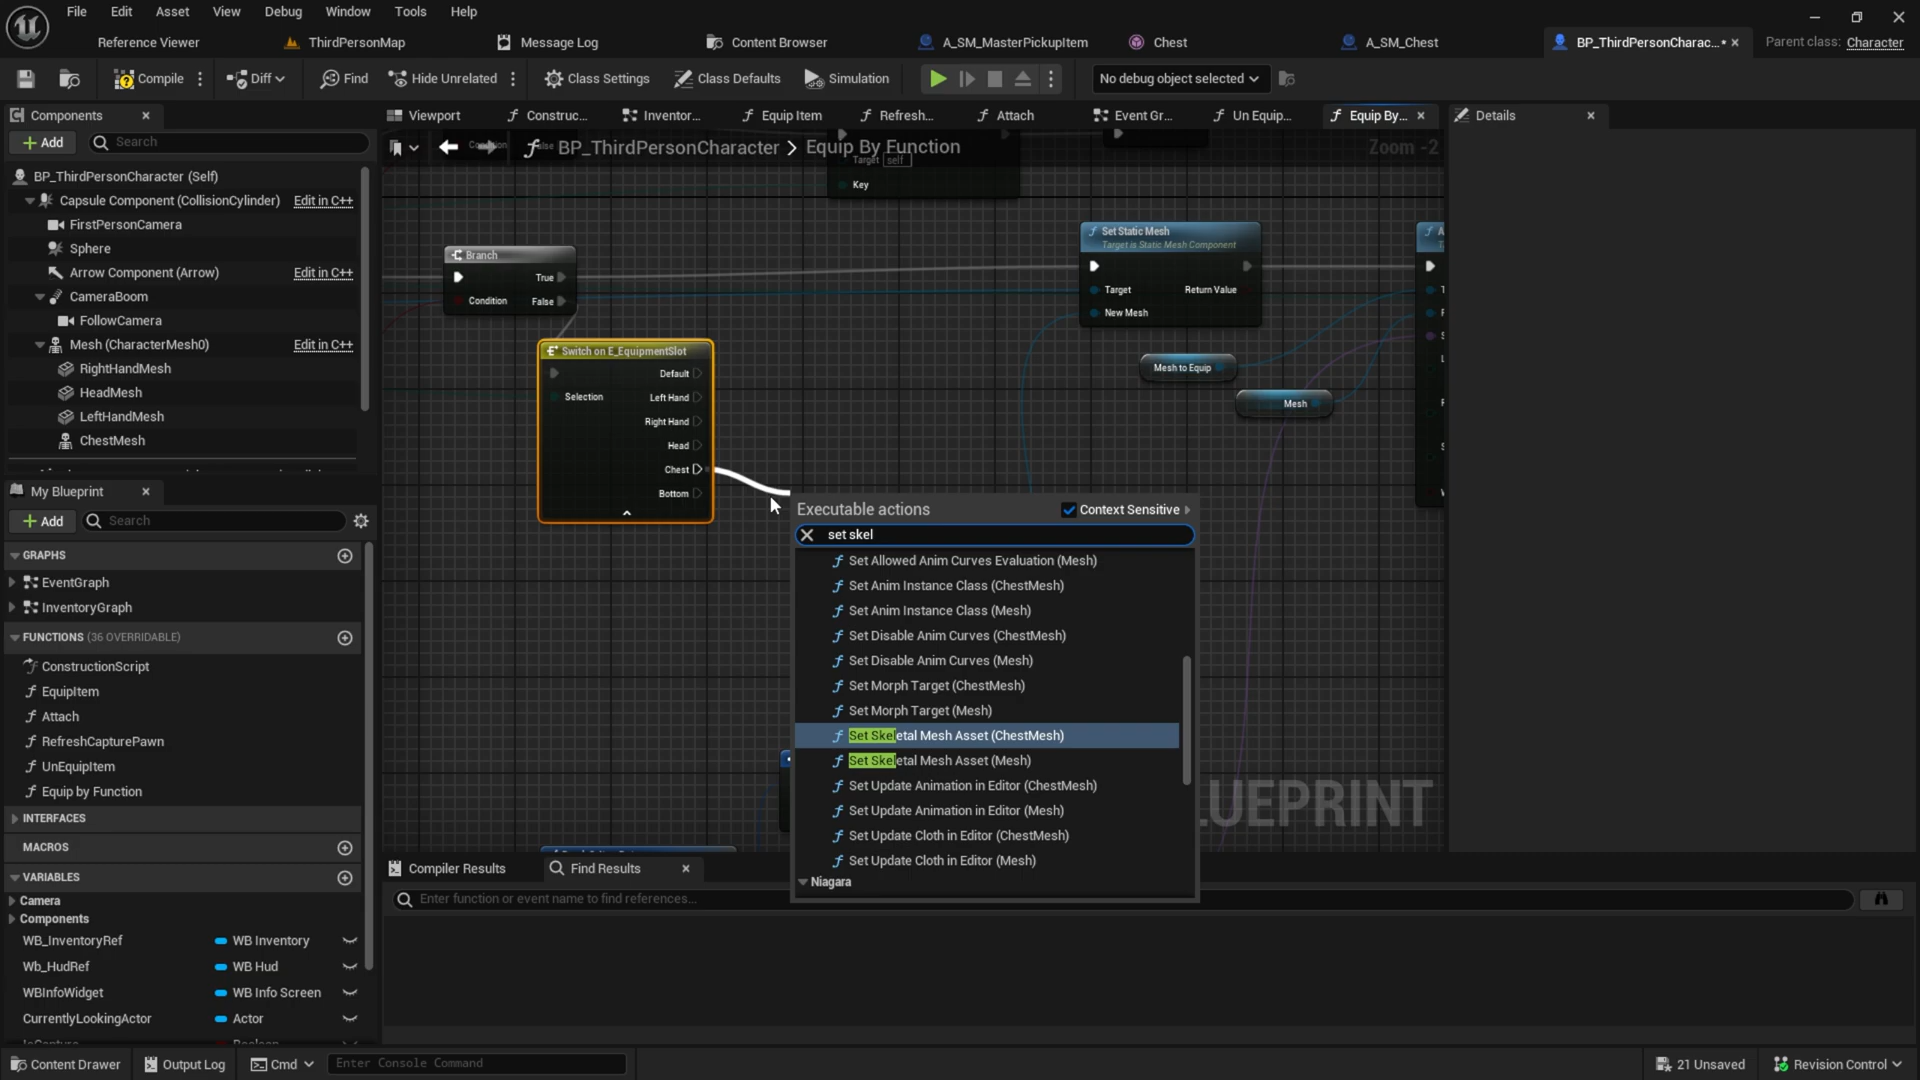 File Edit Asset View Debug Window Tools Help
Reference Viewer ThirdPersonMap Message Log Content Browser A_SM_MasterPickupItem Chest A_SM_Chest BP_ThirdPersonCharac...* Parent class: Character
Compile Diff Find Hide Unrelated Class Settings Class Defaults Simulation No debug object selected
Components
Add Search
BP_ThirdPersonCharacter (Self)
Capsule Component (CollisionCylinder) Edit in C++
FirstPersonCamera
Sphere
Arrow Component (Arrow) Edit in C++
CameraBoom
FollowCamera
Mesh (CharacterMesh0) Edit in C++
RightHandMesh
HeadMesh
LeftHandMesh
ChestMesh
My Blueprint
Add Search
GRAPHS
EventGraph
InventoryGraph
FUNCTIONS (36 OVERRIDABLE)
ConstructionScript
EquipItem
Attach
RefreshCapturePawn
UnEquipItem
Equip by Function
INTERFACES
MACROS
VARIABLES
Camera
Components
WB_InventoryRef WB Inventory
Wb_HudRef WB Hud
WBInfoWidget WB Info Screen
CurrentlyLookingActor Actor
Viewport Construc... Inventor... Equip Item Refresh... Attach Event Gr... Un Equip... Equip By... Details
BP_ThirdPersonCharacter > Equip By Function Zoom -2
Target self
Key
Branch
True
Condition False
Switch on E_EquipmentSlot
Default
Selection Left Hand
Right Hand
Head
Chest
Bottom
Set Static Mesh
Target is Static Mesh Component
Target Return Value
New Mesh
Mesh to Equip
Mesh
Executable actions Context Sensitive
set skel
Set Allowed Anim Curves Evaluation (Mesh)
Set Anim Instance Class (ChestMesh)
Set Anim Instance Class (Mesh)
Set Disable Anim Curves (ChestMesh)
Set Disable Anim Curves (Mesh)
Set Morph Target (ChestMesh)
Set Morph Target (Mesh)
Set Skeletal Mesh Asset (ChestMesh)
Set Skeletal Mesh Asset (Mesh)
Set Update Animation in Editor (ChestMesh)
Set Update Animation in Editor (Mesh)
Set Update Cloth in Editor (ChestMesh)
Set Update Cloth in Editor (Mesh)
Niagara
LUEPRINT
Compiler Results Find Results
Enter function or event name to find references...
Content Drawer Output Log Cmd Enter Console Command 21 Unsaved Revision Control